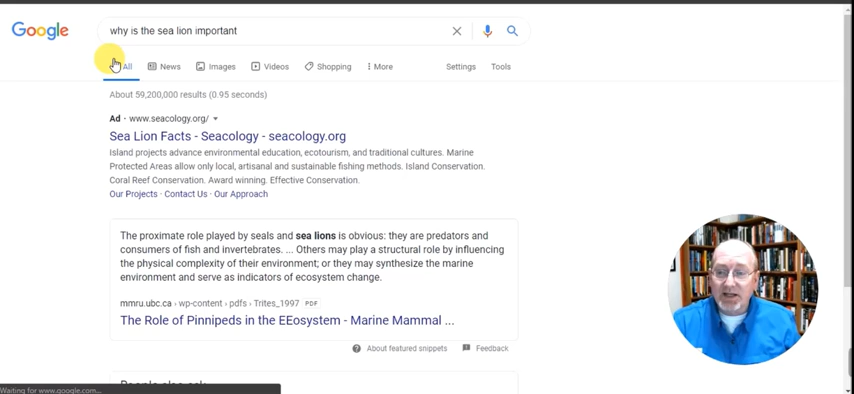 Google
why is the sea lion important
All News Images Videos Shopping More Settings Tools
About 59,200,000 results (0.95 seconds)
Ad · www.seacology.org/
Sea Lion Facts - Seacology - seacology.org
Island projects advance environmental education, ecotourism, and traditional cultures. Marine
Protected Areas allow only local, artisanal and sustainable fishing methods. Island Conservation.
Coral Reef Conservation. Award winning. Effective Conservation.
Our Projects · Contact Us · Our Approach
The proximate role played by seals and sea lions is obvious: they are predators and
consumers of fish and invertebrates. ... Others may play a structural role by influencing
the physical complexity of their environment; or they may synthesize the marine
environment and serve as indicators of ecosystem change.
mmru.ubc.ca › wp-content › pdfs › Trites_1997 PDF
The Role of Pinnipeds in the EEosystem - Marine Mammal ...
About featured snippets Feedback
People also ask
Waiting for www.google.com...